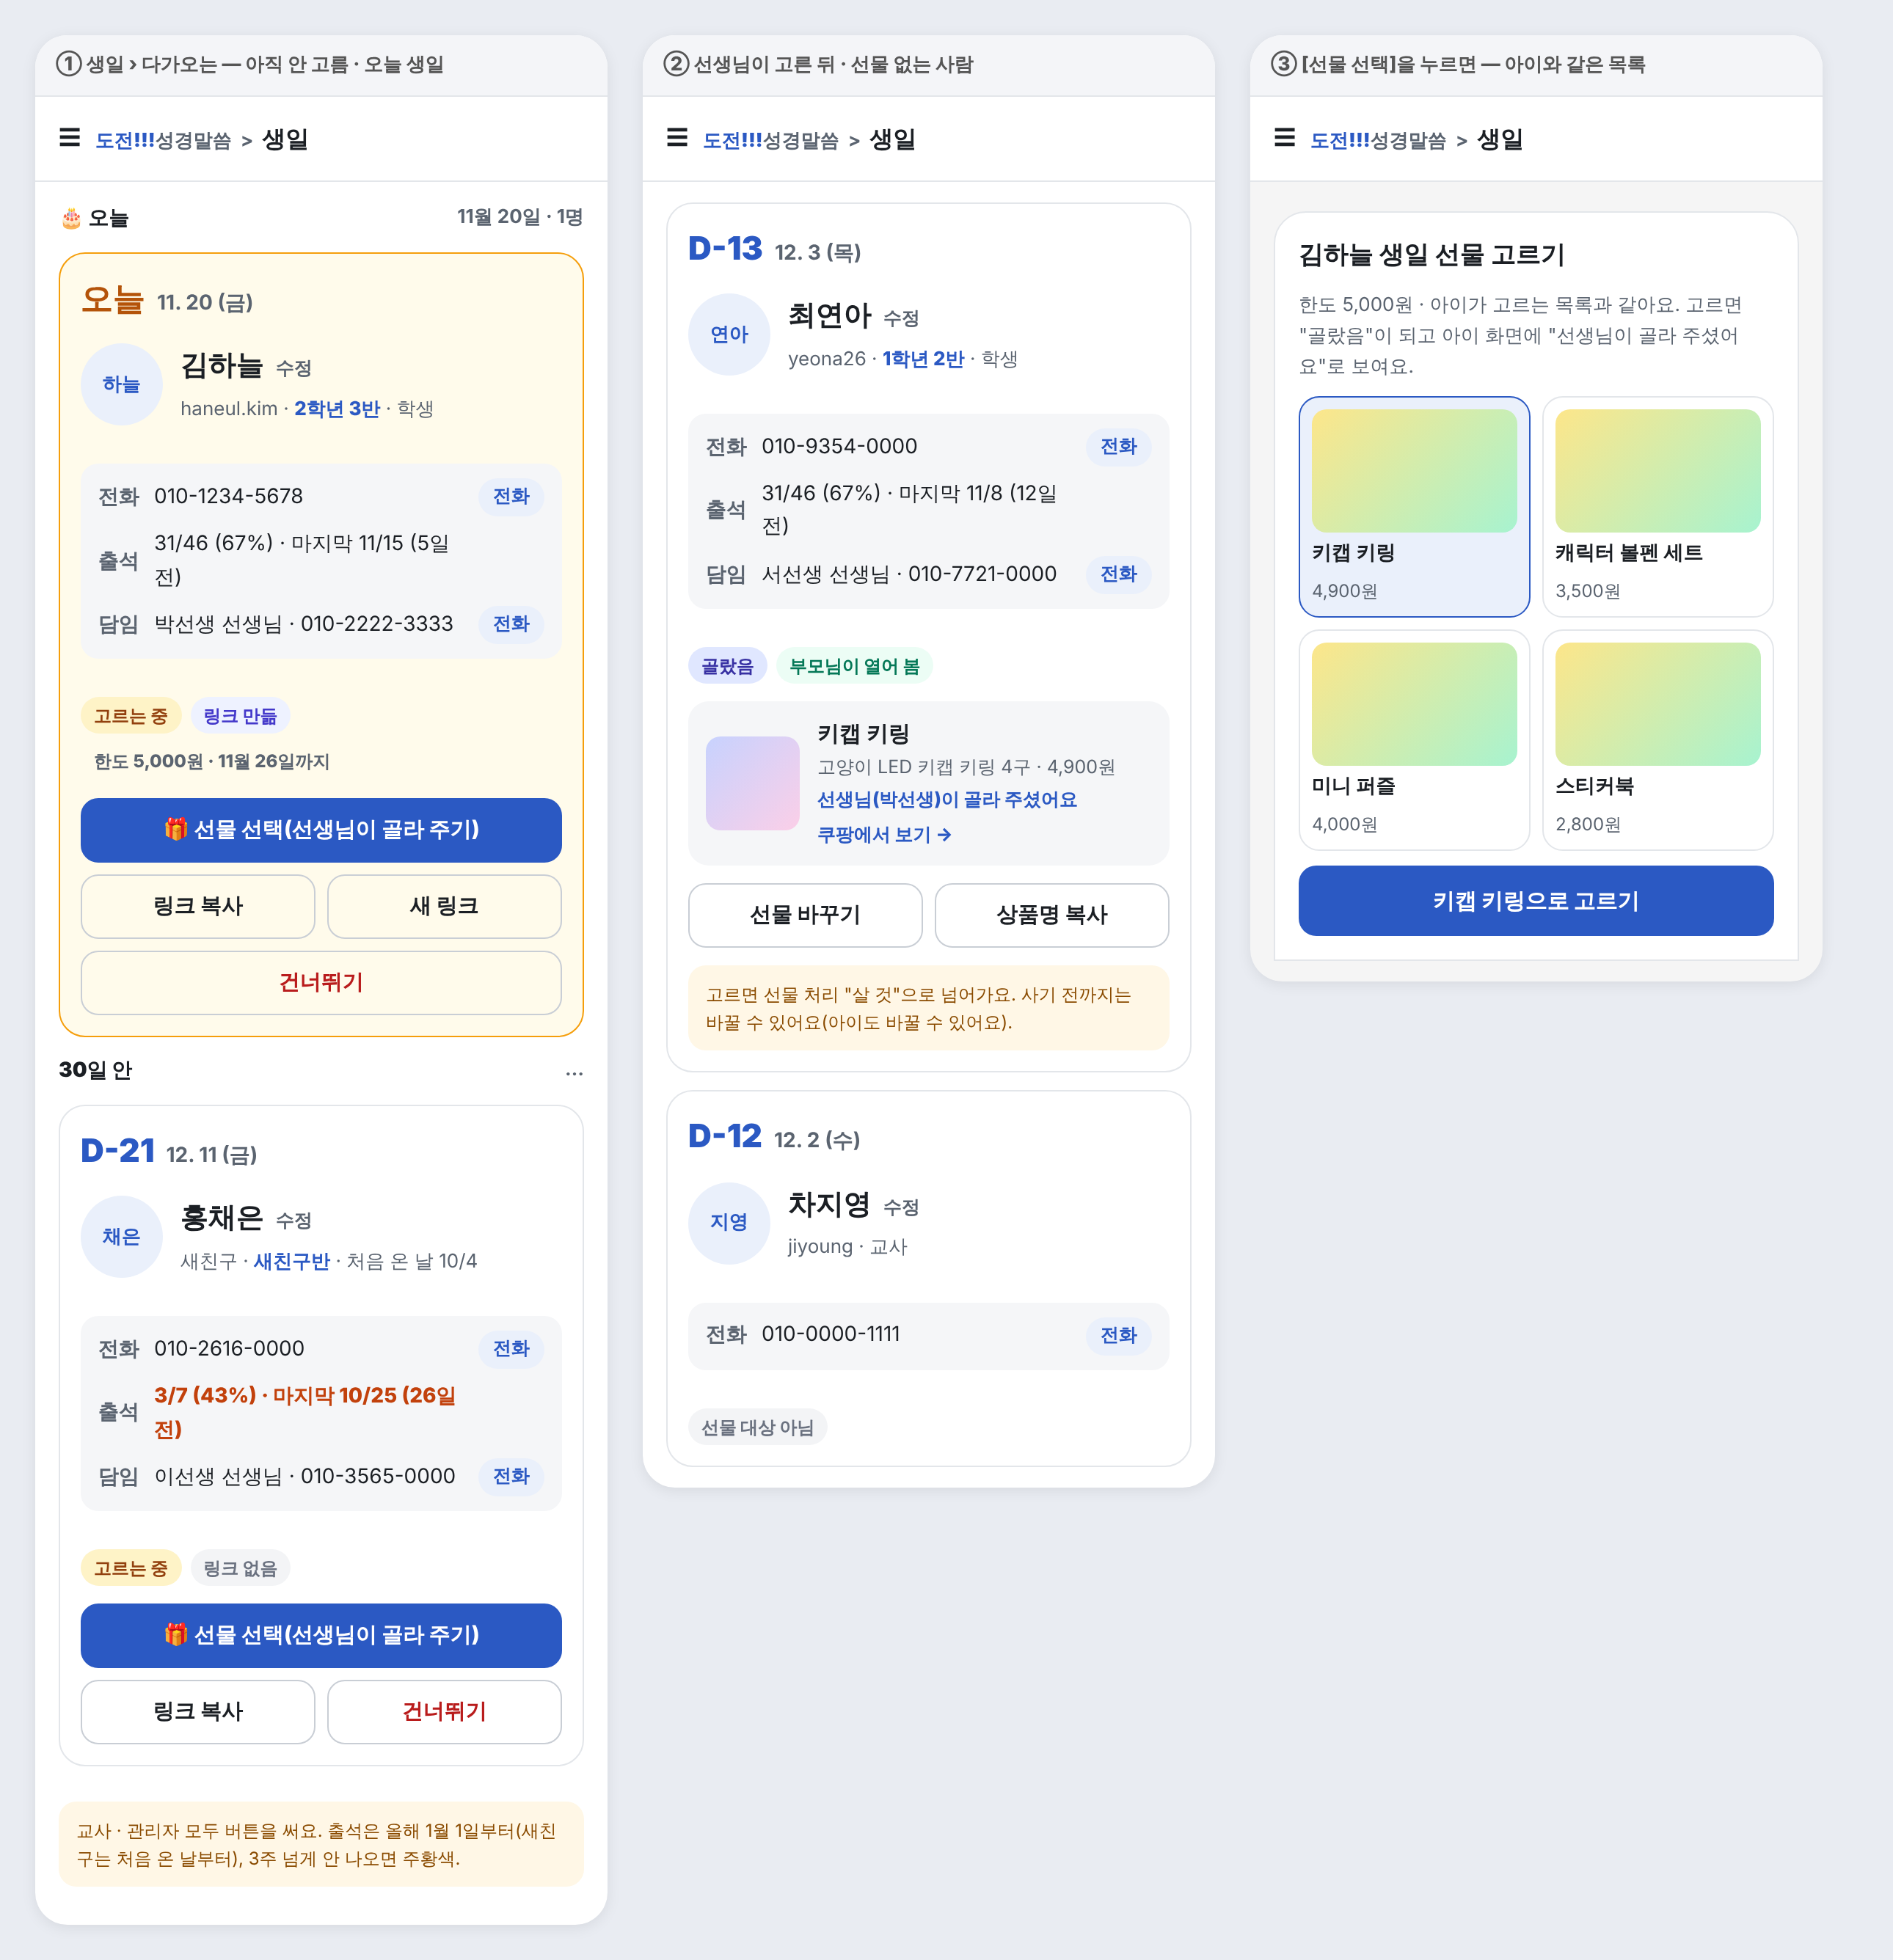 ① 생일 › 다가오는 — 아직 안 고름 · 오늘 생일
☰ 도전!!!성경말씀 > 생일
🎂 오늘 11월 20일 · 1명
오늘 11. 20 (금)
하늘
김하늘 수정
haneul.kim · 2학년 3반 · 학생
전화 010-1234-5678 전화
출석 31/46 (67%) · 마지막 11/15 (5일
전)
담임 박선생 선생님 · 010-2222-3333 전화
고르는 중 링크 만듦
한도 5,000원 · 11월 26일까지
🎁 선물 선택(선생님이 골라 주기)
링크 복사 새 링크
건너뛰기
30일 안 ...
D-21 12. 11 (금)
채은
홍채은 수정
새친구 · 새친구반 · 처음 온 날 10/4
전화 010-2616-0000 전화
출석 3/7 (43%) · 마지막 10/25 (26일
전)
담임 이선생 선생님 · 010-3565-0000 전화
고르는 중 링크 없음
🎁 선물 선택(선생님이 골라 주기)
링크 복사 건너뛰기
교사 · 관리자 모두 버튼을 써요. 출석은 올해 1월 1일부터(새친
구는 처음 온 날부터), 3주 넘게 안 나오면 주황색.
② 선생님이 고른 뒤 · 선물 없는 사람
☰ 도전!!!성경말씀 > 생일
D-13 12. 3 (목)
연아
최연아 수정
yeona26 · 1학년 2반 · 학생
전화 010-9354-0000 전화
출석 31/46 (67%) · 마지막 11/8 (12일
전)
담임 서선생 선생님 · 010-7721-0000 전화
골랐음 부모님이 열어 봄
키캡 키링
고양이 LED 키캡 키링 4구 · 4,900원
선생님(박선생)이 골라 주셨어요
쿠팡에서 보기 →
선물 바꾸기 상품명 복사
고르면 선물 처리 "살 것"으로 넘어가요. 사기 전까지는
바꿀 수 있어요(아이도 바꿀 수 있어요).
D-12 12. 2 (수)
지영
차지영 수정
jiyoung · 교사
전화 010-0000-1111 전화
선물 대상 아님
③ [선물 선택]을 누르면 — 아이와 같은 목록
☰ 도전!!!성경말씀 > 생일
김하늘 생일 선물 고르기
한도 5,000원 · 아이가 고르는 목록과 같아요. 고르면
"골랐음"이 되고 아이 화면에 "선생님이 골라 주셨어
요"로 보여요.
키캡 키링
4,900원
캐릭터 볼펜 세트
3,500원
미니 퍼즐
4,000원
스티커북
2,800원
키캡 키링으로 고르기